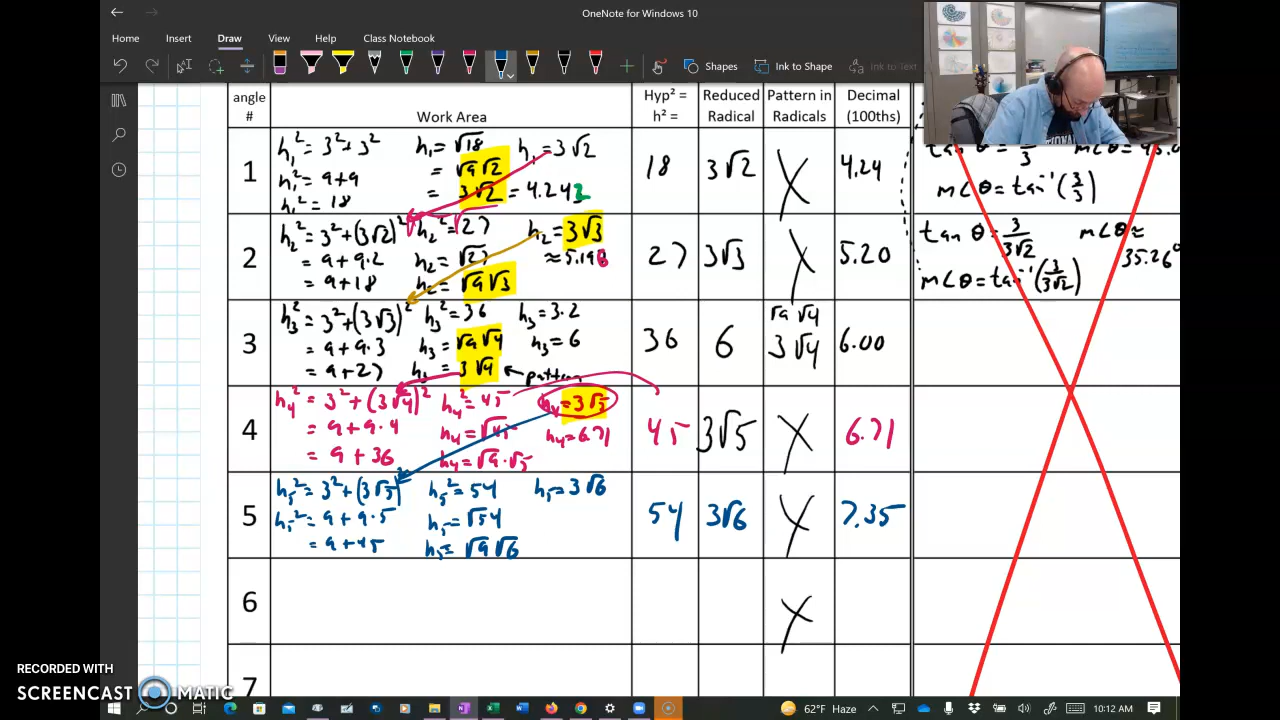 OneNote for Windows 10
Home Insert Draw View Help Class Notebook
Shapes Ink to Shape Ink to Text
angle # Work Area Hyp² = h² = Reduced Radical Pattern in Radicals Decimal (100ths)
1
h₁² = 3² + 3² h₁ = √18 h₁ = 3√2
h₁² = 9 + 9 = √9 √2
h₁² = 18 = 3√2 = 4.243
18 3√2 X 4.24
m∠θ = tan⁻¹(3/3)
2
h₂² = 3² + (3√2)² h₂² = 27 h₂ = 3√3
= 9 + 9·2 h₂ = √27 ≈ 5.196
= 9 + 18 h₂ = √9 √3
27 3√3 X 5.20
tan θ = 3/3√2 m∠θ ≈ 35.26°
m∠θ = tan⁻¹(3/3√2)
3
h₃² = 3² + (3√3)² h₃² = 36 h₃ = 3·2
= 9 + 9·3 h₃ = √9 √4 h₃ = 6
= 9 + 27 h₃ = 3√4
36 6 √9 √4 3√4 6.00
4
h₄² = 3² + (3√4)² h₄² = 45 h₄ = 3√5
= 9 + 9·4 h₄ = √45 h₄ = 6.71
= 9 + 36 h₄ = √9·√5
45 3√5 X 6.71
5
h₅² = 3² + (3√5)² h₅² = 54 h₅ = 3√6
h₅² = 9 + 9·5 h₅ = √54
= 9 + 45 h₅ = √9 √6
54 3√6 X 7.35
6 X
7
RECORDED WITH
SCREENCAST MATIC
62°F Haze 10:12 AM